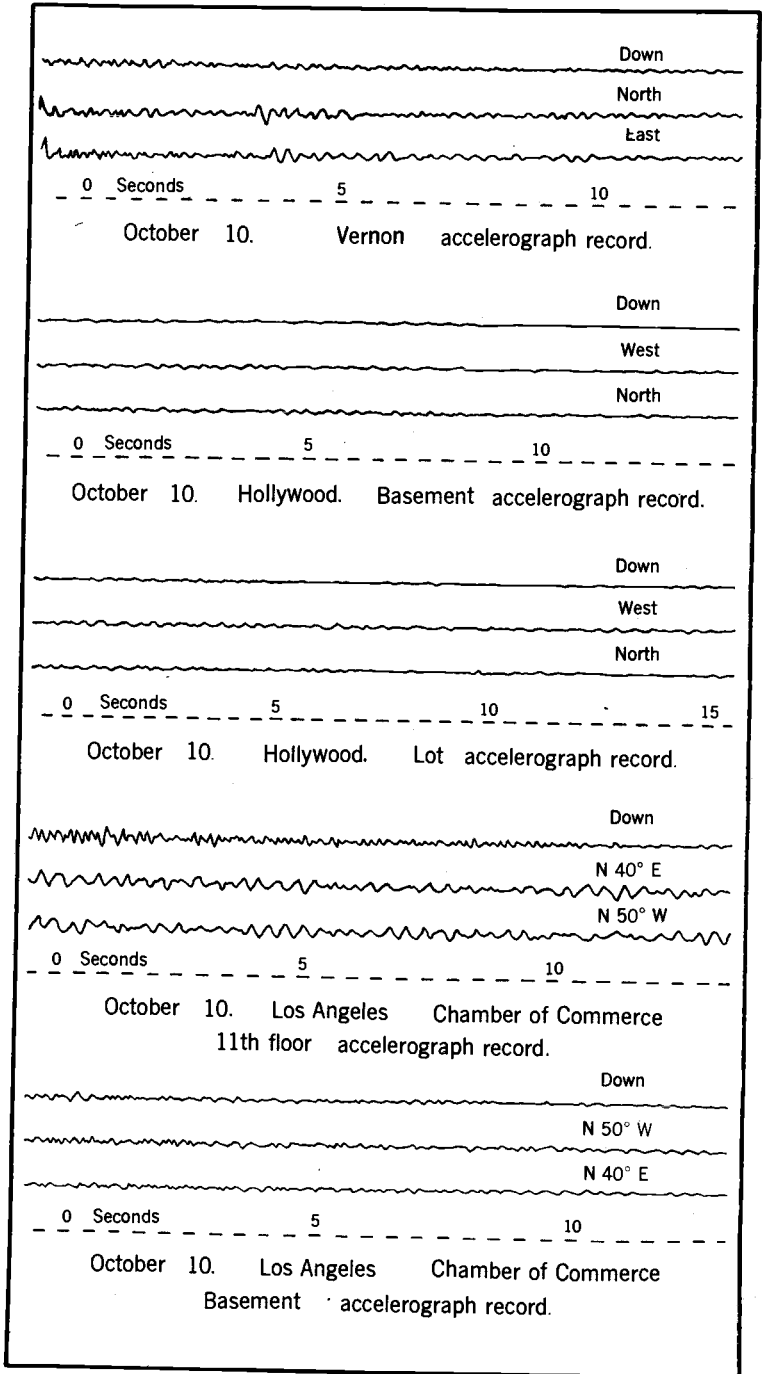 Down
North
East
0 Seconds 5 10
October 10. Vernon accelerograph record.
Down
West
North
0 Seconds 5 10
October 10. Hollywood. Basement accelerograph record.
Down
West
North
0 Seconds 5 10 15
October 10. Hollywood. Lot accelerograph record.
Down
N 40° E
N 50° W
0 Seconds 5 10
October 10. Los Angeles Chamber of Commerce
11th floor accelerograph record.
Down
N 50° W
N 40° E
0 Seconds 5 10
October 10. Los Angeles Chamber of Commerce
Basement accelerograph record.